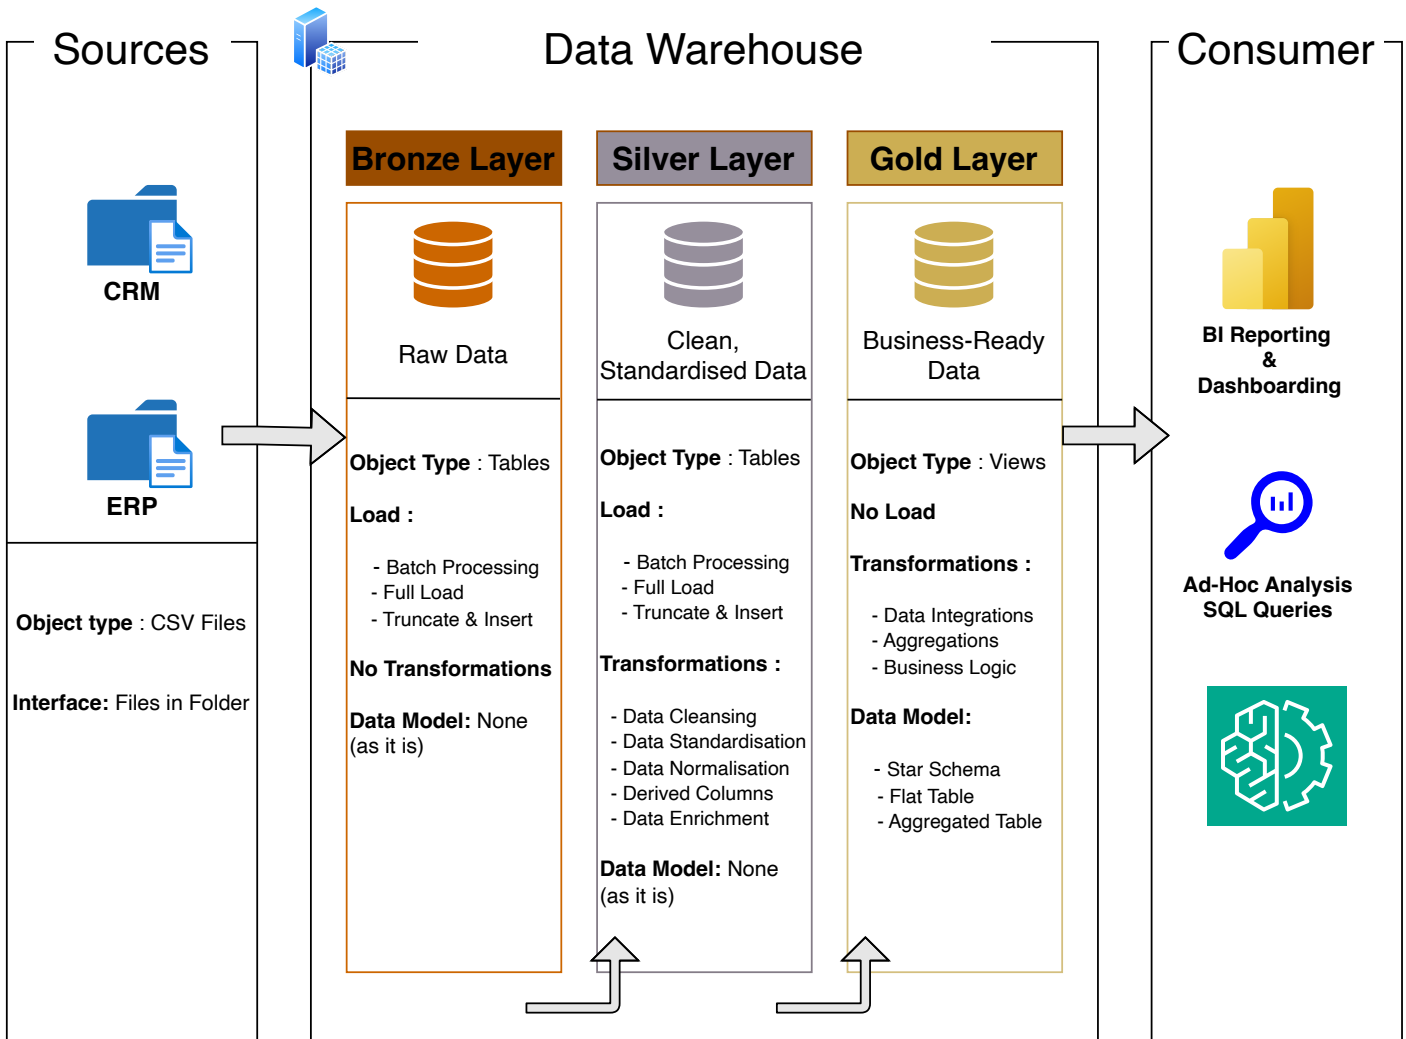 Sources
CRM
ERP
Object type : CSV Files
Interface: Files in Folder
Data Warehouse
Bronze Layer
Raw Data
Object Type : Tables
Load :
- Batch Processing
- Full Load
- Truncate & Insert
No Transformations
Data Model: None
(as it is)
Silver Layer
Clean,
Standardised Data
Object Type : Tables
Load :
- Batch Processing
- Full Load
- Truncate & Insert
Transformations :
- Data Cleansing
- Data Standardisation
- Data Normalisation
- Derived Columns
- Data Enrichment
Data Model: None
(as it is)
Gold Layer
Business-Ready
Data
Object Type : Views
No Load
Transformations :
- Data Integrations
- Aggregations
- Business Logic
Data Model:
- Star Schema
- Flat Table
- Aggregated Table
Consumer
BI Reporting
&
Dashboarding
Ad-Hoc Analysis
SQL Queries